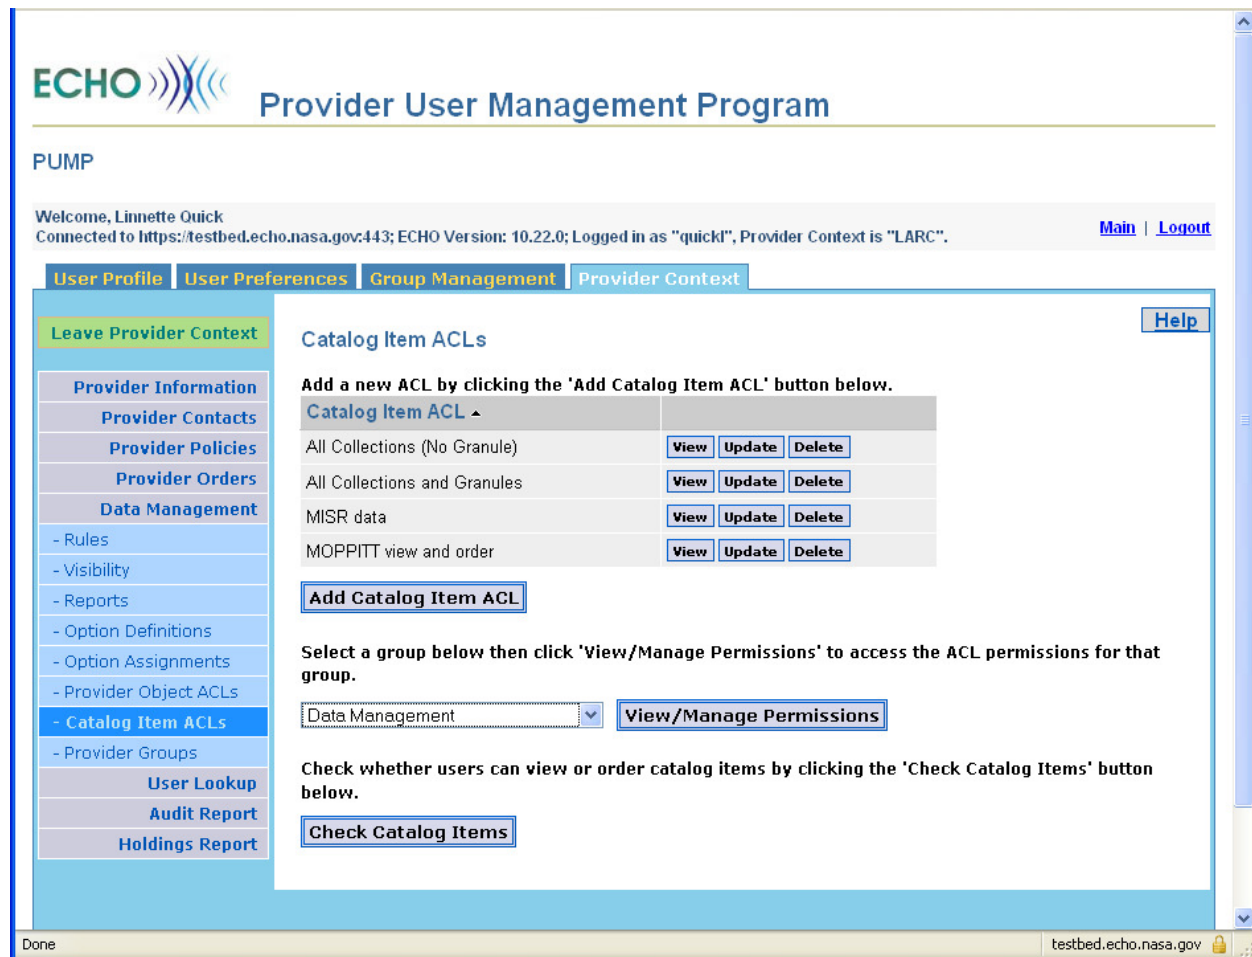 ECHO
Provider User Management Program
PUMP
Welcome, Linnette Quick
Connected to https://testbed.echo.nasa.gov:443; ECHO Version: 10.22.0; Logged in as "quickl", Provider Context is "LARC".
Main | Logout
User Profile User Preferences Group Management Provider Context
Leave Provider Context
Provider Information
Provider Contacts
Provider Policies
Provider Orders
Data Management
- Rules
- Visibility
- Reports
- Option Definitions
- Option Assignments
- Provider Object ACLs
- Catalog Item ACLs
- Provider Groups
User Lookup
Audit Report
Holdings Report
Help
Catalog Item ACLs
Add a new ACL by clicking the 'Add Catalog Item ACL' button below.
Catalog Item ACL
All Collections (No Granule) View Update Delete
All Collections and Granules View Update Delete
MISR data View Update Delete
MOPPITT view and order View Update Delete
Add Catalog Item ACL
Select a group below then click 'View/Manage Permissions' to access the ACL permissions for that
group.
Data Management View/Manage Permissions
Check whether users can view or order catalog items by clicking the 'Check Catalog Items' button
below.
Check Catalog Items
Done
testbed.echo.nasa.gov